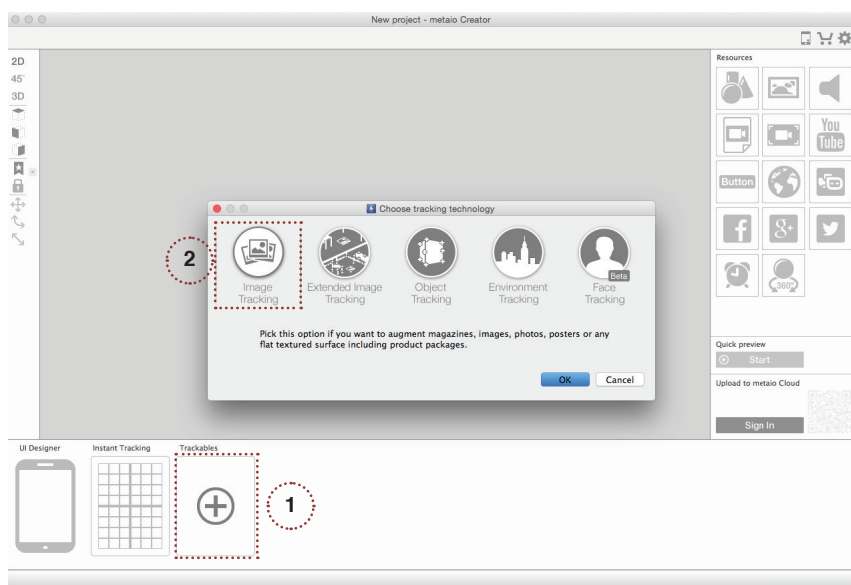 New project - metaio Creator
2D
45°
3D
Resources
You
Tube
Button
f
g+
360°
Choose tracking technology
2
Image
Tracking
Extended Image
Tracking
Object
Tracking
Environment
Tracking
Beta
Face
Tracking
Pick this option if you want to augment magazines, images, photos, posters or any
flat textured surface including product packages.
OK
Cancel
Quick preview
Start
Upload to metaio Cloud
Sign In
UI Designer
Instant Tracking
Trackables
1